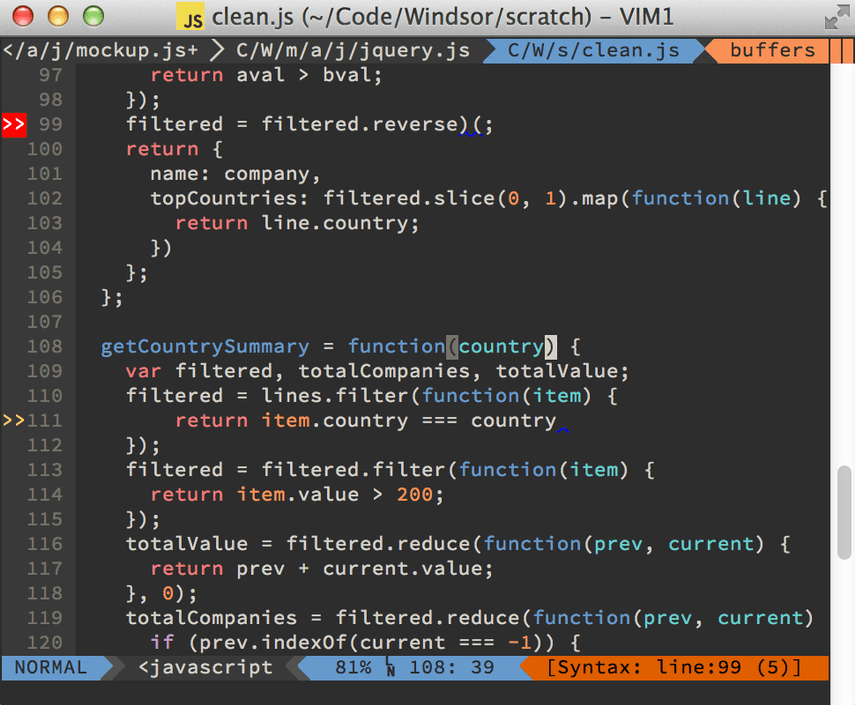 JS clean.js (~/Code/Windsor/scratch) – VIM1
</a/j/mockup.js+ C/W/m/a/j/jquery.js C/W/s/clean.js buffers
97 return aval > bval;
98 });
>> 99 filtered = filtered.reverse)(;
100 return {
101 name: company,
102 topCountries: filtered.slice(0, 1).map(function(line) {
103 return line.country;
104 })
105 };
106 };
107
108 getCountrySummary = function(country) {
109 var filtered, totalCompanies, totalValue;
110 filtered = lines.filter(function(item) {
>>111 return item.country === country
112 });
113 filtered = filtered.filter(function(item) {
114 return item.value > 200;
115 });
116 totalValue = filtered.reduce(function(prev, current) {
117 return prev + current.value;
118 }, 0);
119 totalCompanies = filtered.reduce(function(prev, current)
120 if (prev.indexOf(current === -1)) {
NORMAL <javascript 81% LN 108: 39 [Syntax: line:99 (5)]